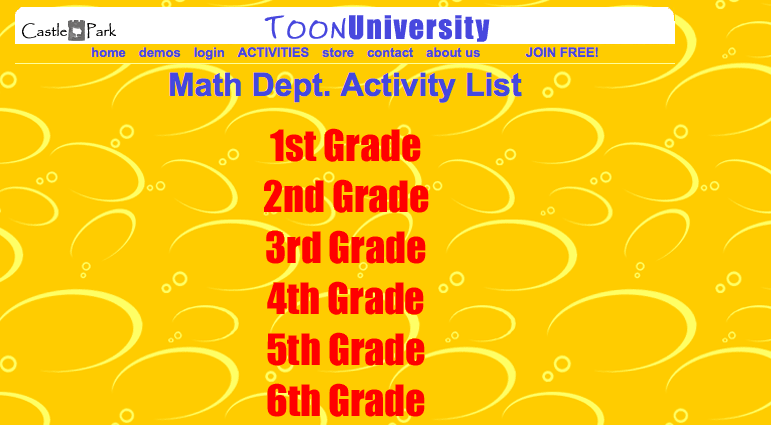 Castle Park
TOONUniversity
home demos login ACTIVITIES store contact about us JOIN FREE!
Math Dept. Activity List
1st Grade
2nd Grade
3rd Grade
4th Grade
5th Grade
6th Grade